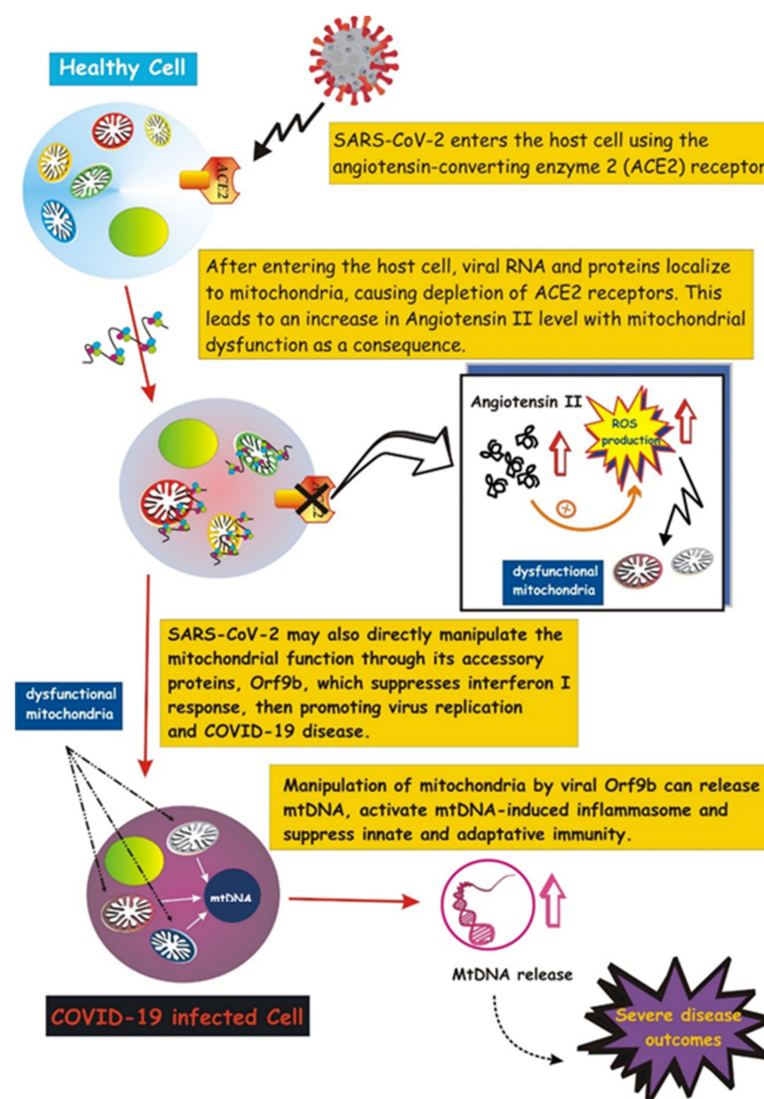 Healthy Cell
ACE2
SARS-CoV-2 enters the host cell using the
angiotensin-converting enzyme 2 (ACE2) receptor
After entering the host cell, viral RNA and proteins localize
to mitochondria, causing depletion of ACE2 receptors. This
leads to an increase in Angiotensin II level with mitochondrial
dysfunction as a consequence.
ACE2
Angiotensin II
ROS
production
+
dysfunctional
mitochondria
SARS-CoV-2 may also directly manipulate the
mitochondrial function through its accessory
proteins, Orf9b, which suppresses interferon I
response, then promoting virus replication
and COVID-19 disease.
dysfunctional
mitochondria
Manipulation of mitochondria by viral Orf9b can release
mtDNA, activate mtDNA-induced inflammasome and
suppress innate and adaptative immunity.
mtDNA
MtDNA release
COVID-19 infected Cell
Severe disease
outcomes